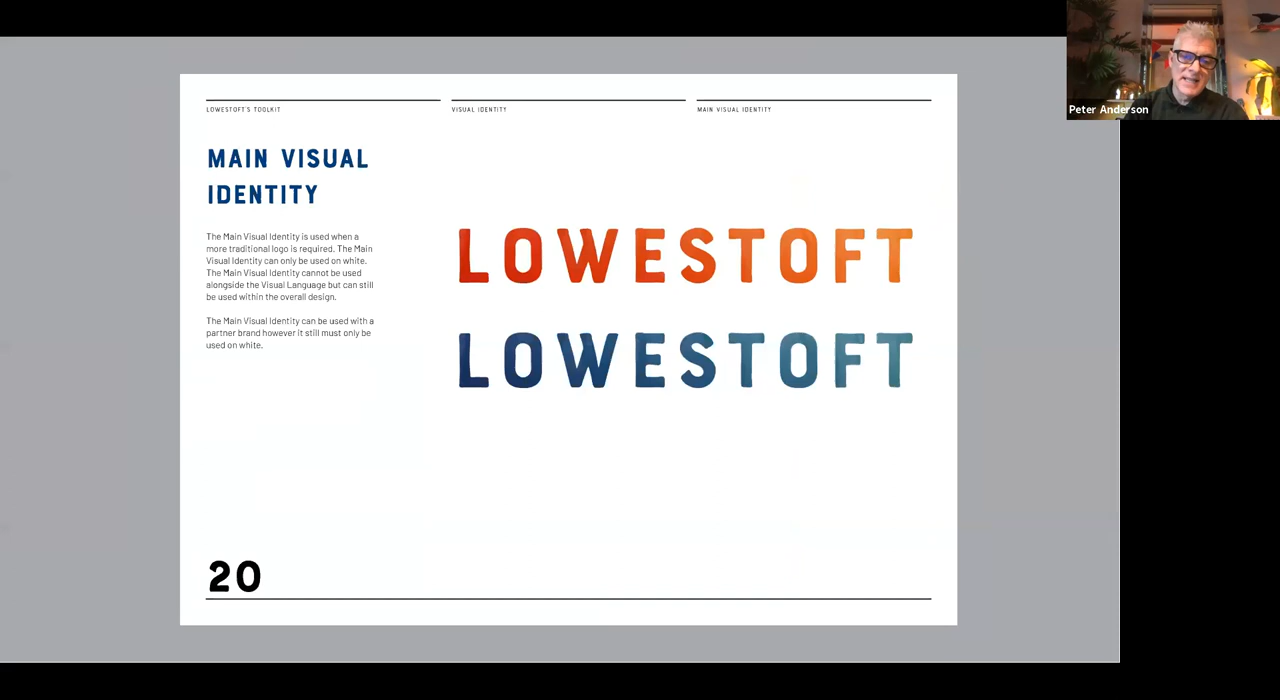 LOWESTOFT'S TOOLKIT
VISUAL IDENTITY
MAIN VISUAL IDENTITY
Peter Anderson
MAIN VISUAL
IDENTITY
The Main Visual Identity is used when a
more traditional logo is required. The Main
Visual Identity can only be used on white.
The Main Visual Identity cannot be used
alongside the Visual Language but can still
be used within the overall design.
The Main Visual Identity can be used with a
partner brand however it still must only be
used on white.
LOWESTOFT
LOWESTOFT
20